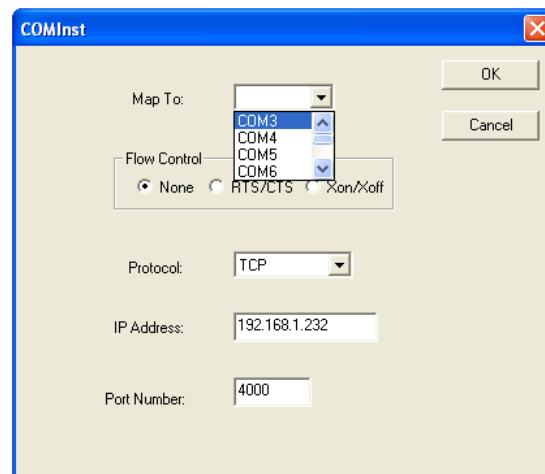 COMInst
OK
Map To:
Cancel
COM3
COM4
COM5
COM6
Flow Control
None RTS/CTS Xon/Xoff
Protocol: TCP
IP Address: 192.168.1.232
Port Number: 4000